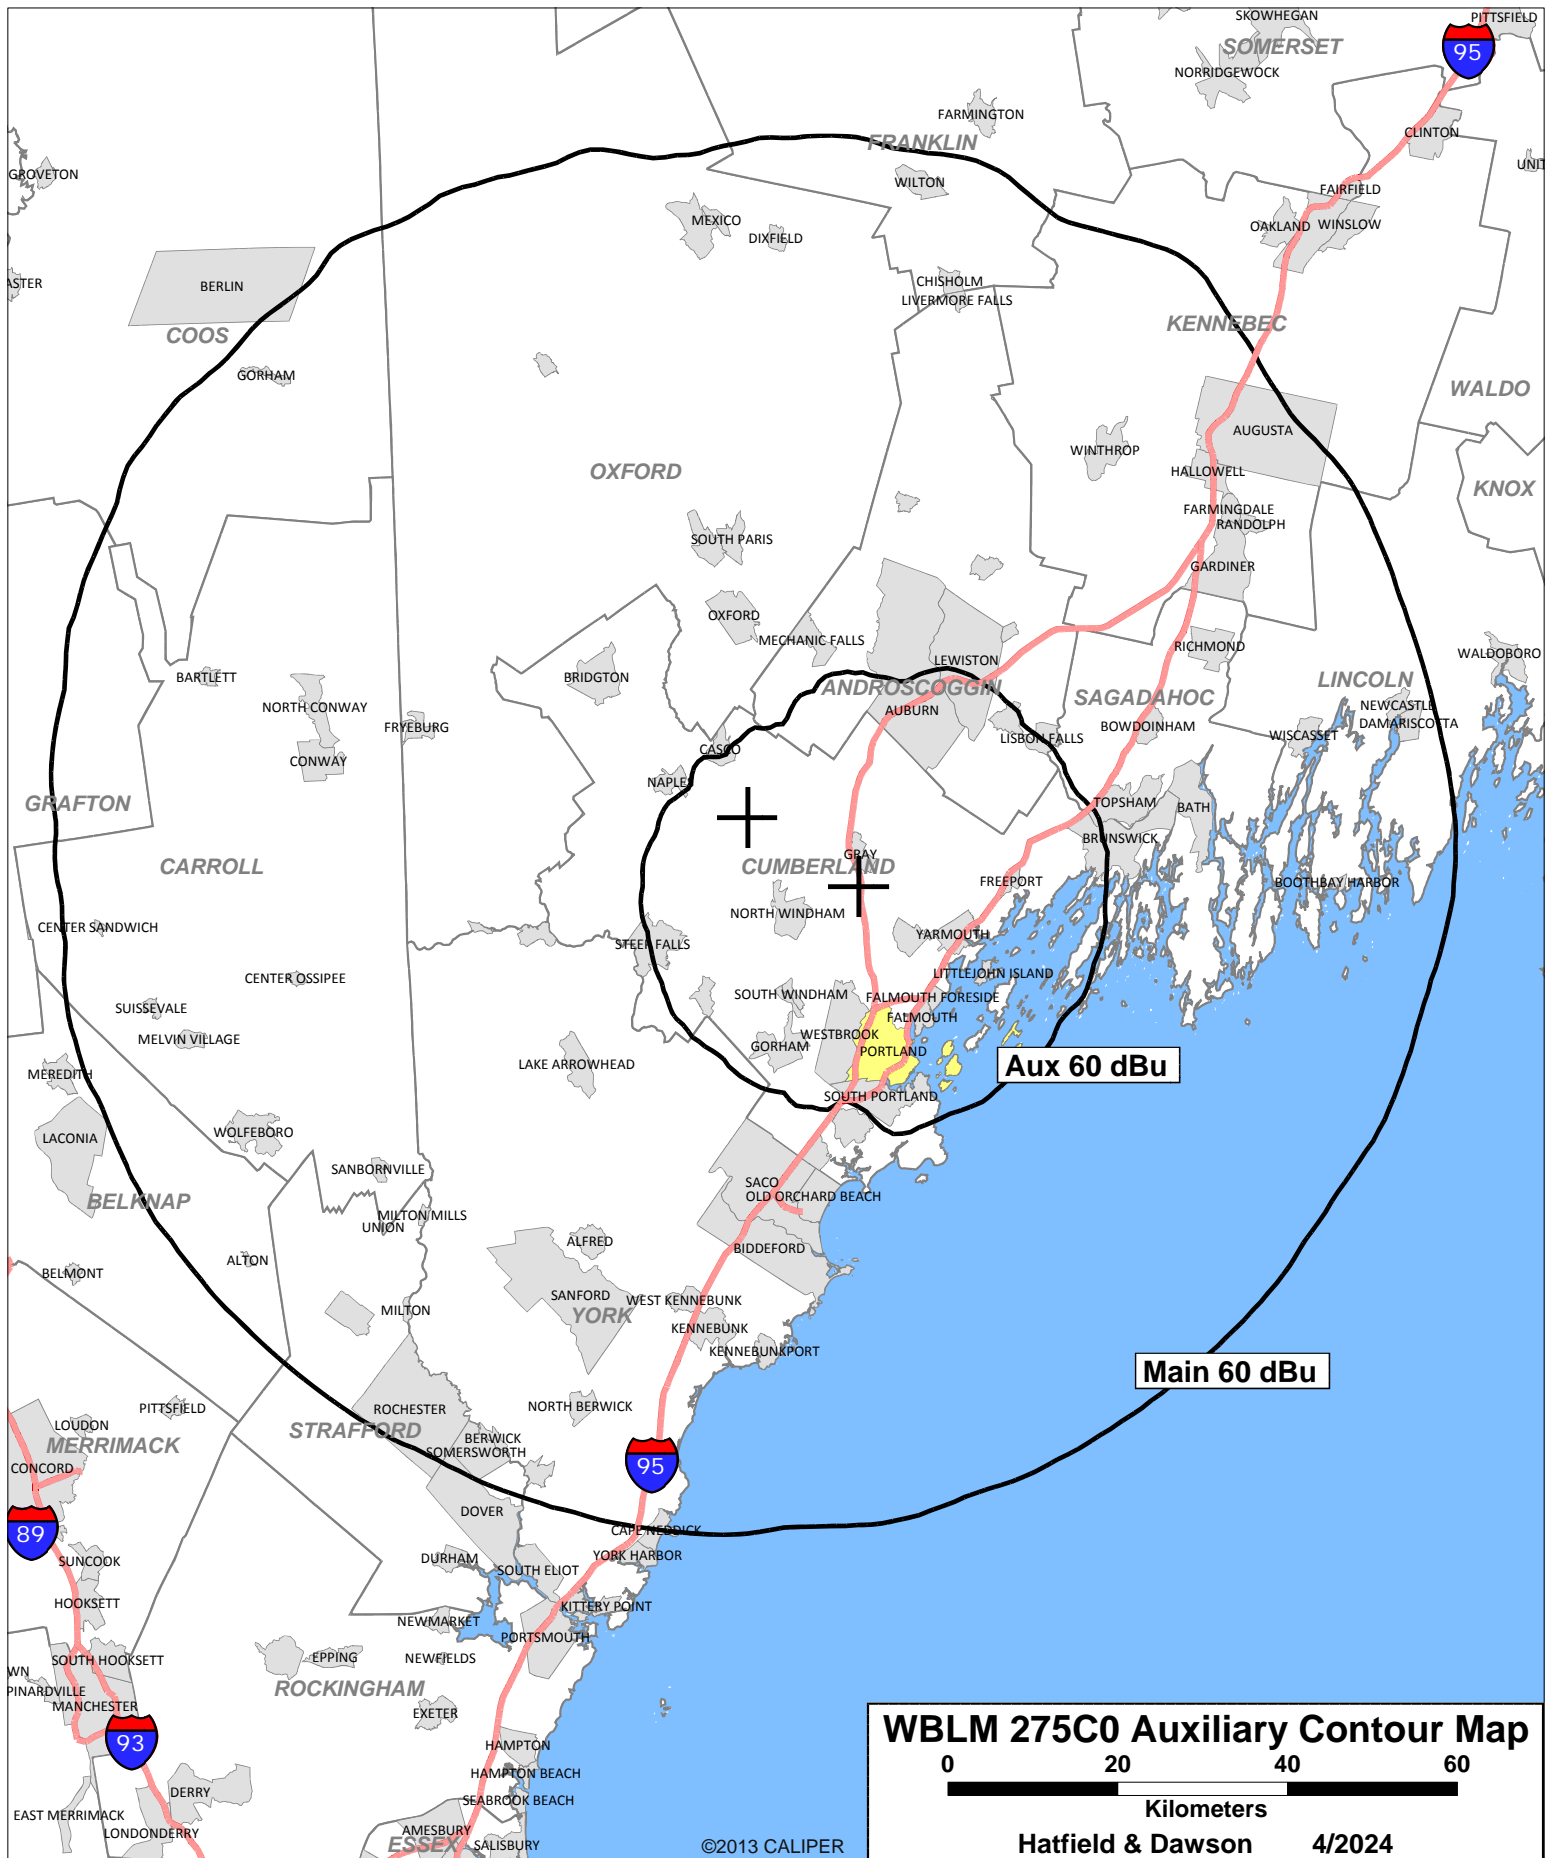 SKOWHEGAN
PITTSFIELD
SOMERSET
95
NORRIDGEWOCK
FARMINGTON
CLINTON
FRANKLIN
GROVETON
UNIT
WILTON
FAIRFIELD
MEXICO
OAKLAND
WINSLOW
DIXFIELD
ASTER
BERLIN
CHISHOLM
LIVERMORE FALLS
COOS
KENNEBEC
GORHAM
WALDO
AUGUSTA
WINTHROP
OXFORD
HALLOWELL
KNOX
FARMINGDALE
RANDOLPH
SOUTH PARIS
GARDINER
OXFORD
MECHANIC FALLS
RICHMOND
WALDOBORO
LEWISTON
BARTLETT
BRIDGTON
ANDROSCOGGIN
LINCOLN
SAGADAHOC
NORTH CONWAY
AUBURN
NEWCASTLE
FRYEBURG
BOWDOINHAM
DAMARISCOTTA
LISBON FALLS
WISCASSET
CASCO
CONWAY
NAPLES
GRAFTON
TOPSHAM
BATH
BRUNSWICK
GRAY
CARROLL
CUMBERLAND
FREEPORT
BOOTHBAY HARBOR
NORTH WINDHAM
CENTER SANDWICH
YARMOUTH
STEEP FALLS
LITTLEJOHN ISLAND
CENTER OSSIPEE
SOUTH WINDHAM
FALMOUTH FORESIDE
SUISSEVALE
FALMOUTH
WESTBROOK
MELVIN VILLAGE
GORHAM
PORTLAND
LAKE ARROWHEAD
Aux 60 dBu
MEREDITH
SOUTH PORTLAND
WOLFEBORO
LACONIA
SANBORNVILLE
SACO
OLD ORCHARD BEACH
BELKNAP
MILTON MILLS
UNION
ALFRED
BIDDEFORD
ALTON
BELMONT
SANFORD
WEST KENNEBUNK
MILTON
YORK
KENNEBUNK
KENNEBUNKPORT
Main 60 dBu
PITTSFIELD
ROCHESTER
NORTH BERWICK
LOUDON
STRAFFORD
BERWICK
MERRIMACK
SOMERSWORTH
CONCORD
95
DOVER
89
CAPE NEDDICK
DURHAM
YORK HARBOR
SUNCOOK
SOUTH ELIOT
HOOKSETT
KITTERY POINT
NEWMARKET
PORTSMOUTH
EPPING
NEWFIELDS
SOUTH HOOKSETT
WN
PINARDVILLE
ROCKINGHAM
MANCHESTER
EXETER
93
HAMPTON
HAMPTON BEACH
DERRY
SEABROOK BEACH
EAST MERRIMACK
AMESBURY
LONDONDERRY
ESSEX
SALISBURY
©2013 CALIPER
WBLM 275C0 Auxiliary Contour Map
0 20 40 60
Kilometers
Hatfield & Dawson 4/2024